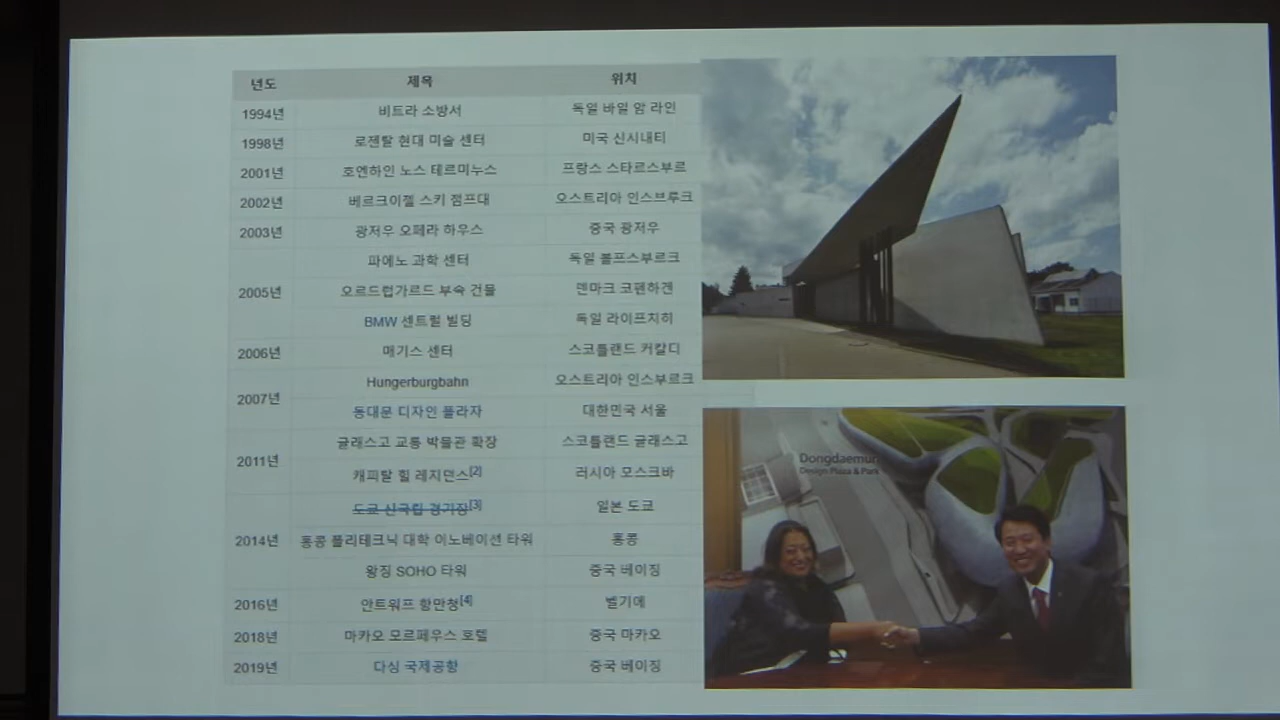 년도 제목 위치
1994년 비트라 소방서 독일 바일 암 라인
1998년 로젠탈 현대 미술 센터 미국 신시내티
2001년 호엔하인 노스 테르미누스 프랑스 스타르스부르
2002년 베르크이젤 스키 점프대 오스트리아 인스브루크
2003년 광저우 오페라 하우스 중국 광저우
파에노 과학 센터 독일 볼프스부르크
2005년 오르드럽가르드 부속 건물 덴마크 코펜하겐
BMW 센트럴 빌딩 독일 라이프치히
2006년 매기스 센터 스코틀랜드 커칼디
2007년 Hungerburgbahn 오스트리아 인스부르크
동대문 디자인 플라자 대한민국 서울
2011년 글래스고 교통 박물관 확장 스코틀랜드 글래스고
캐피탈 힐 레지던스[2] 러시아 모스크바
도쿄 신국립 경기장[3] 일본 도쿄
2014년 홍콩 폴리테크닉 대학 이노베이션 타워 홍콩
왕징 SOHO 타워 중국 베이징
2016년 안트워프 항만청[4] 벨기에
2018년 마카오 모르페우스 호텔 중국 마카오
2019년 다싱 국제공항 중국 베이징
Dongdaemun
Design Plaza & Park